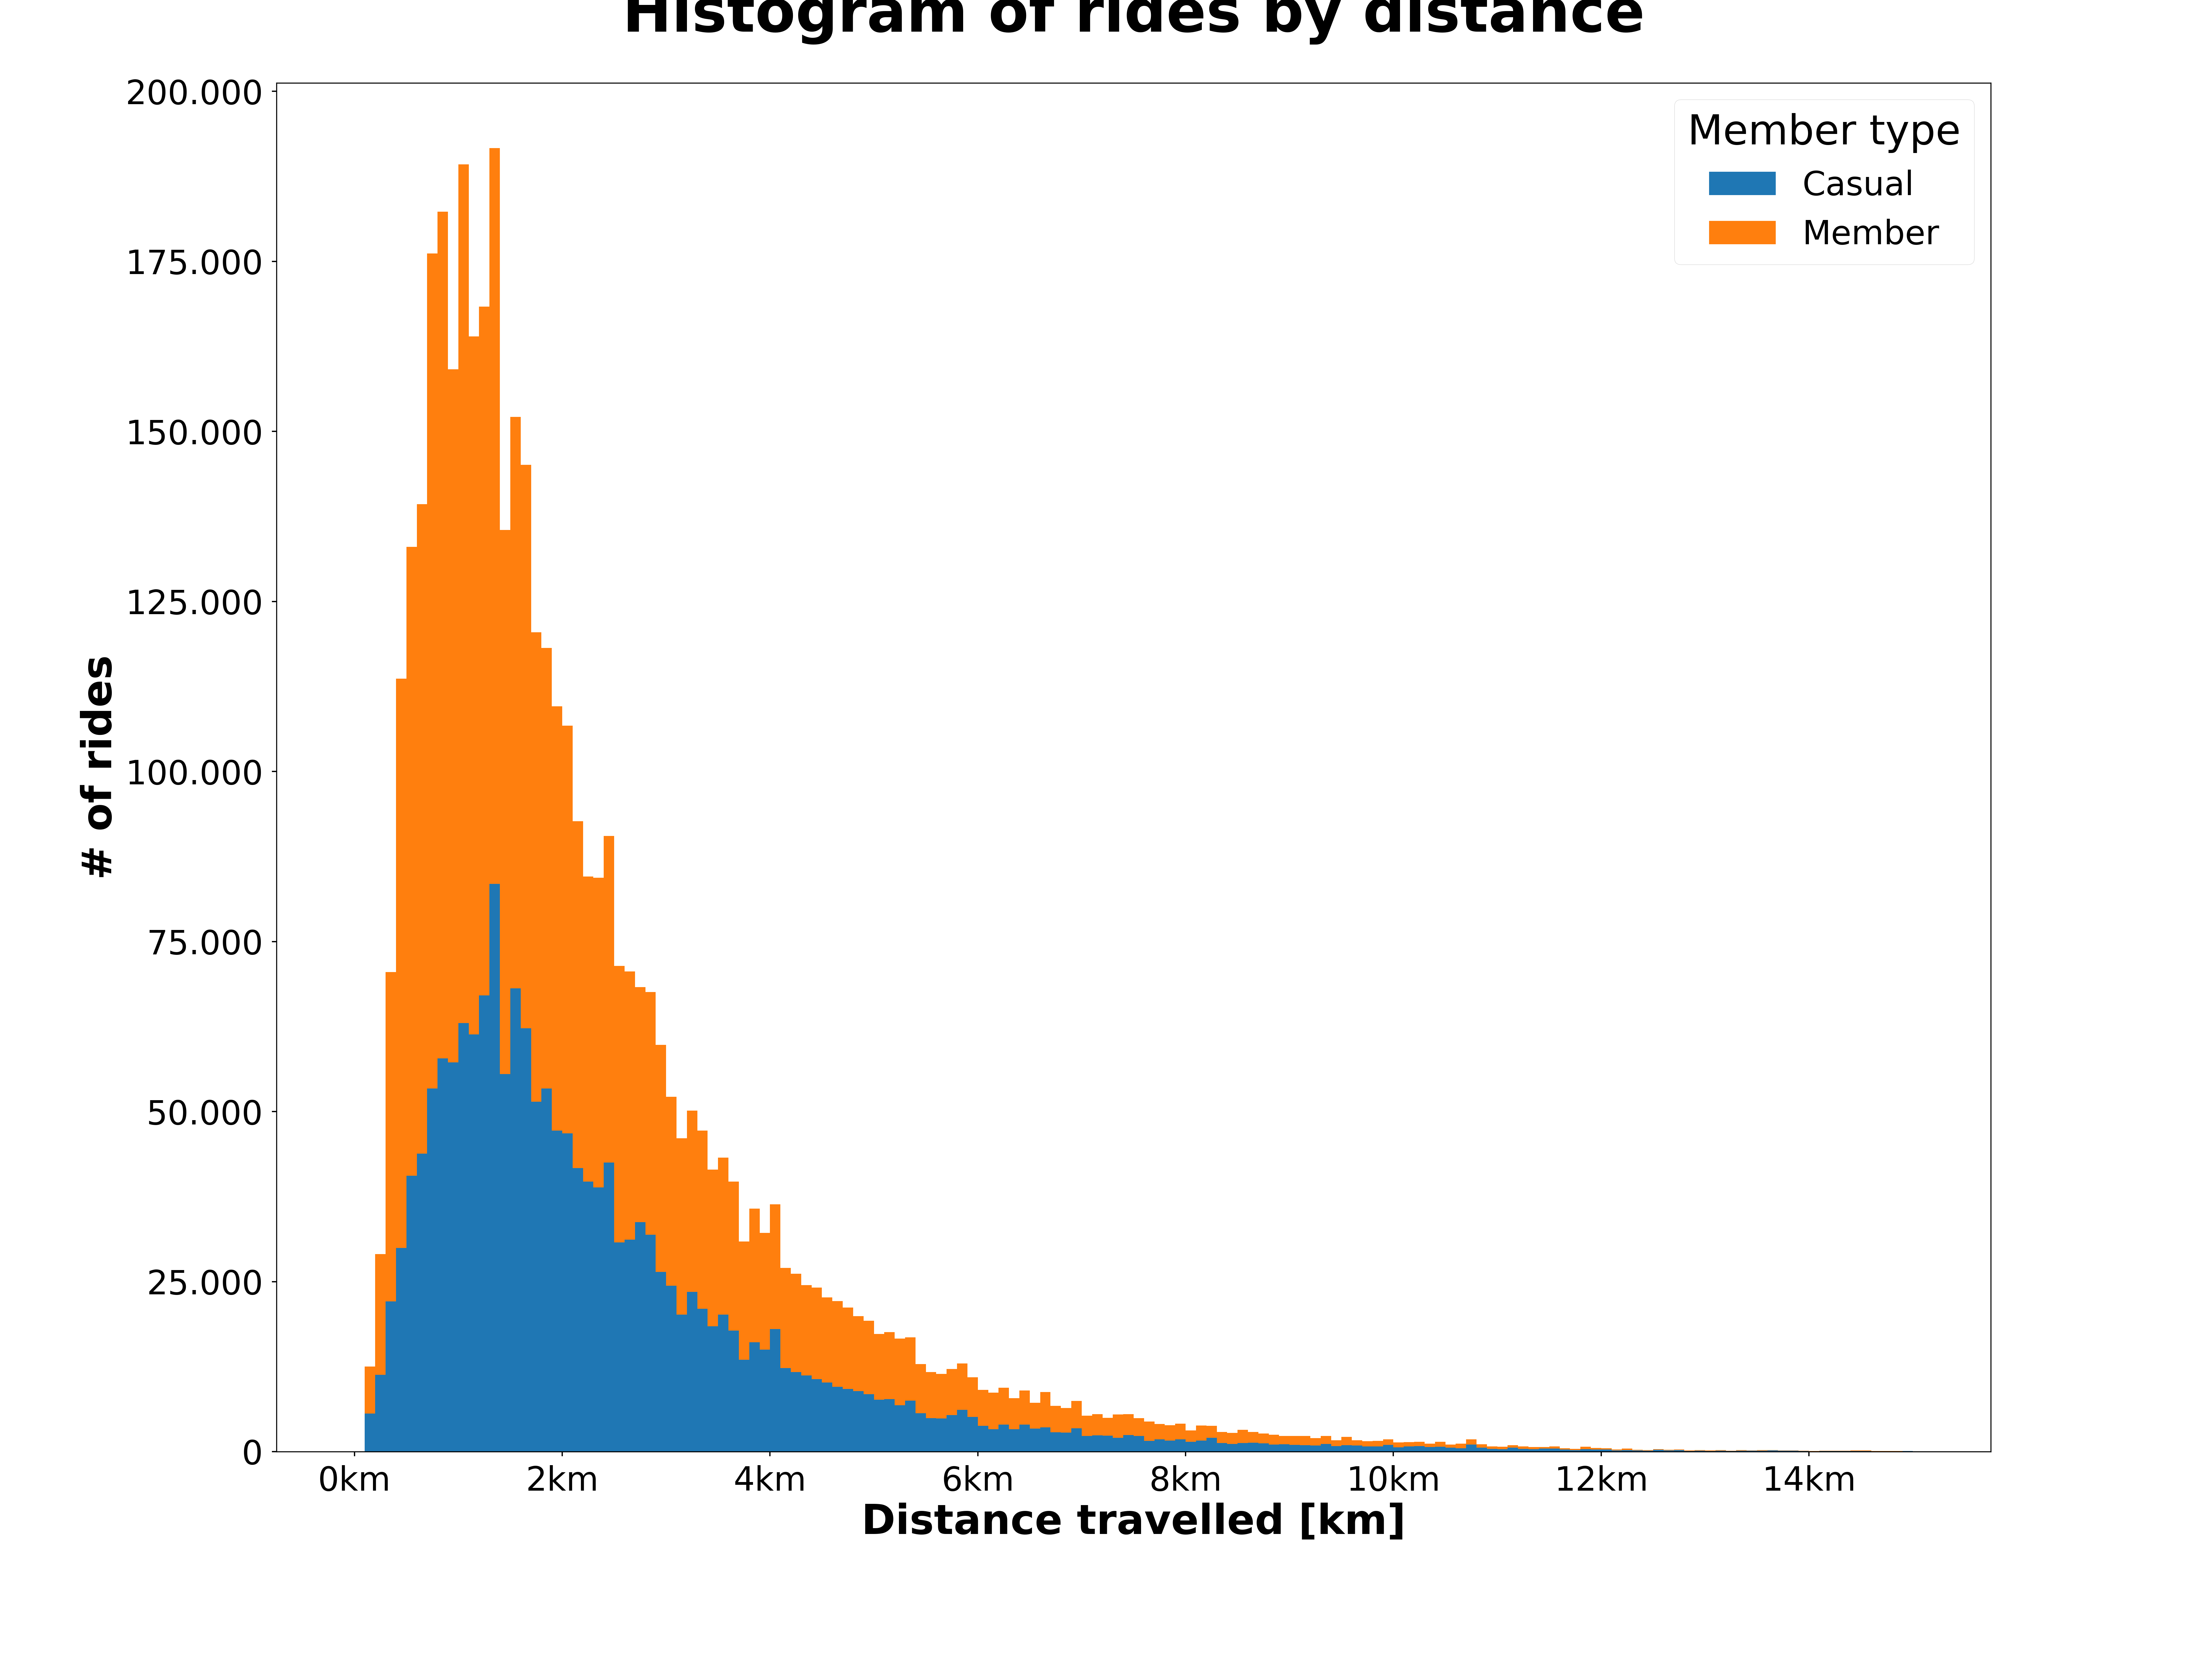 Histogram of rides by distance
200.000
175.000
150.000
125.000
100.000
75.000
50.000
25.000
0
# of rides
Member type
Casual
Member
0km 2km 4km 6km 8km 10km 12km 14km
Distance travelled [km]